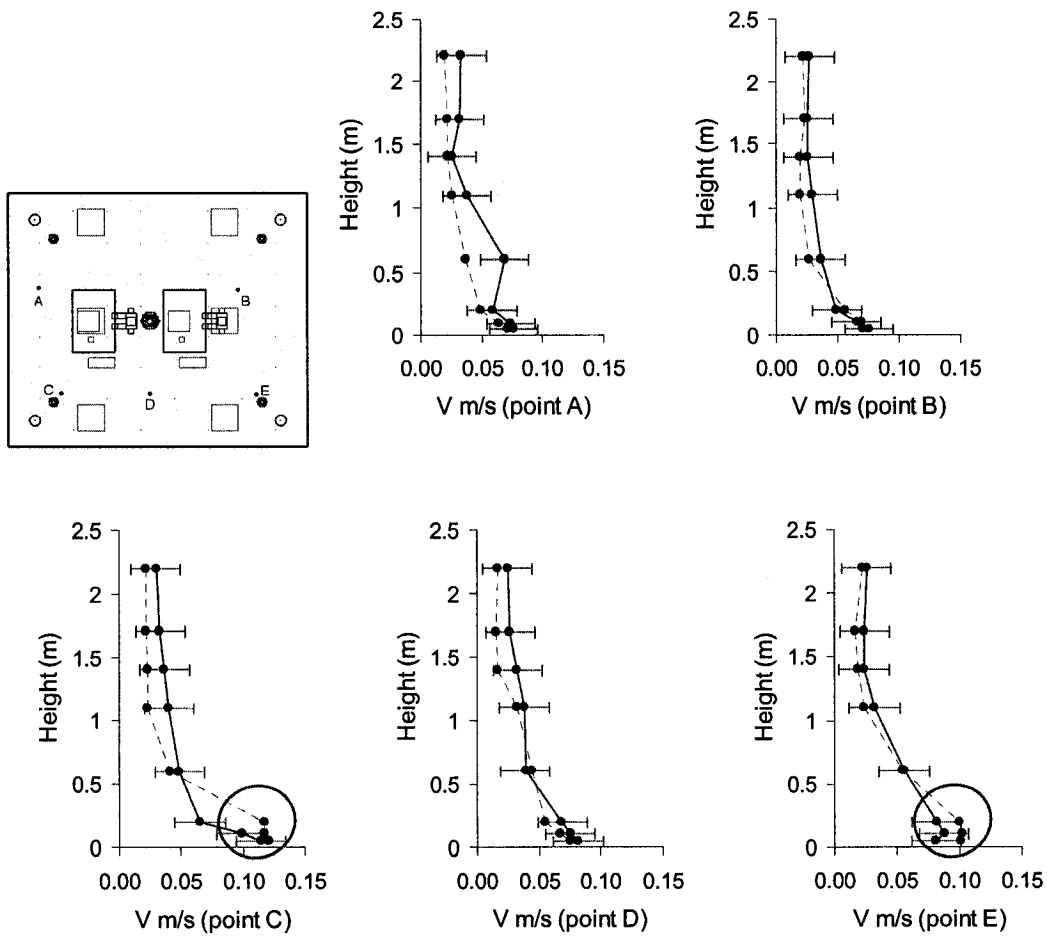 2.5
2
1.5
1
0.5
0
Height (m)
0.00 0.05 0.10 0.15
V m/s (point A)
2.5
2
1.5
1
0.5
0
Height (m)
0.00 0.05 0.10 0.15
V m/s (point B)
A
B
C
D
E
2.5
2
1.5
1
0.5
0
Height (m)
0.00 0.05 0.10 0.15
V m/s (point C)
2.5
2
1.5
1
0.5
0
Height (m)
0.00 0.05 0.10 0.15
V m/s (point D)
2.5
2
1.5
1
0.5
0
Height (m)
0.00 0.05 0.10 0.15
V m/s (point E)